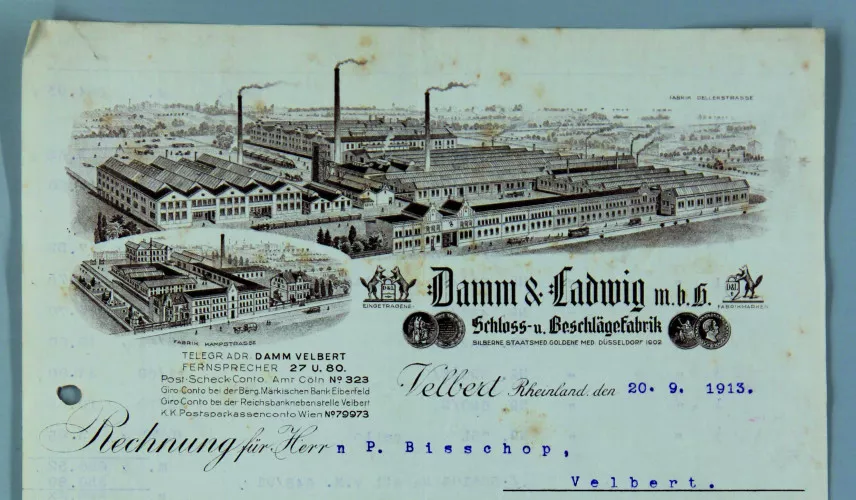 FABRIK OELLERSTRASSE
Damm & Ladwig m.b.H.
D&L
D&L
EINGETRAGENE
FABRIKMARKEN
Schloss- u. Beschlägefabrik
SILBERNE STAATSMED. GOLDENE MED. DÜSSELDORF 1902
FABRIK KAMPSTRASSE
TELEGR. ADR. DAMM VELBERT
FERNSPRECHER 27 U. 80.
Post-Scheck-Conto. Amt Cöln No 323
Giro-Conto bei der Berg. Märkischen Bank Elberfeld
Giro-Conto bei der Reichsbanknebenstelle Velbert
K.K. Postsparkassenconto Wien No 79973
Velbert Rheinland, den 20. 9. 1913.
Rechnung für Herrn P. Bisschop,
Velbert.